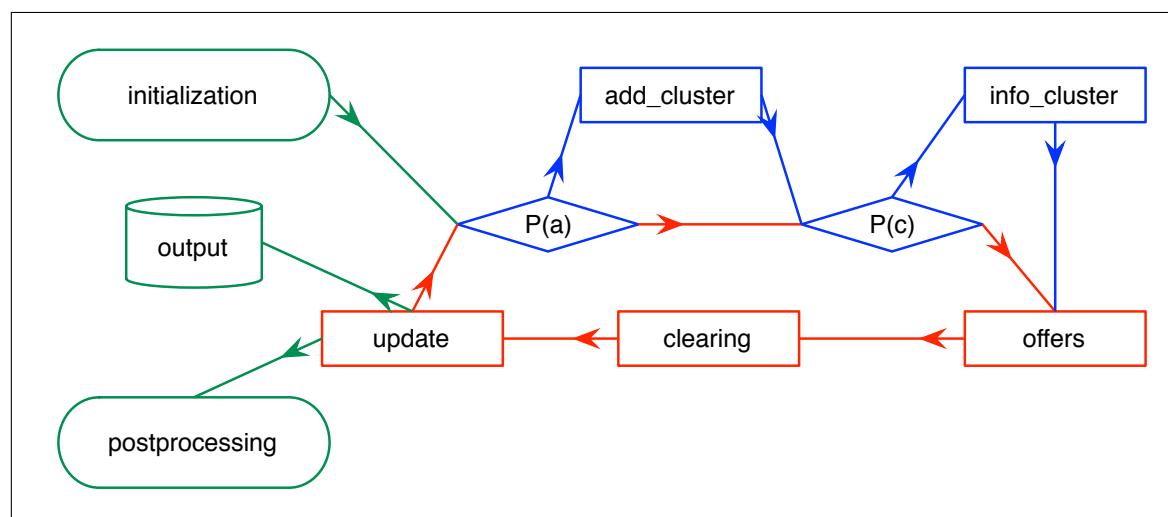 initialization
add_cluster
info_cluster
P(a)
P(c)
output
update
clearing
offers
postprocessing